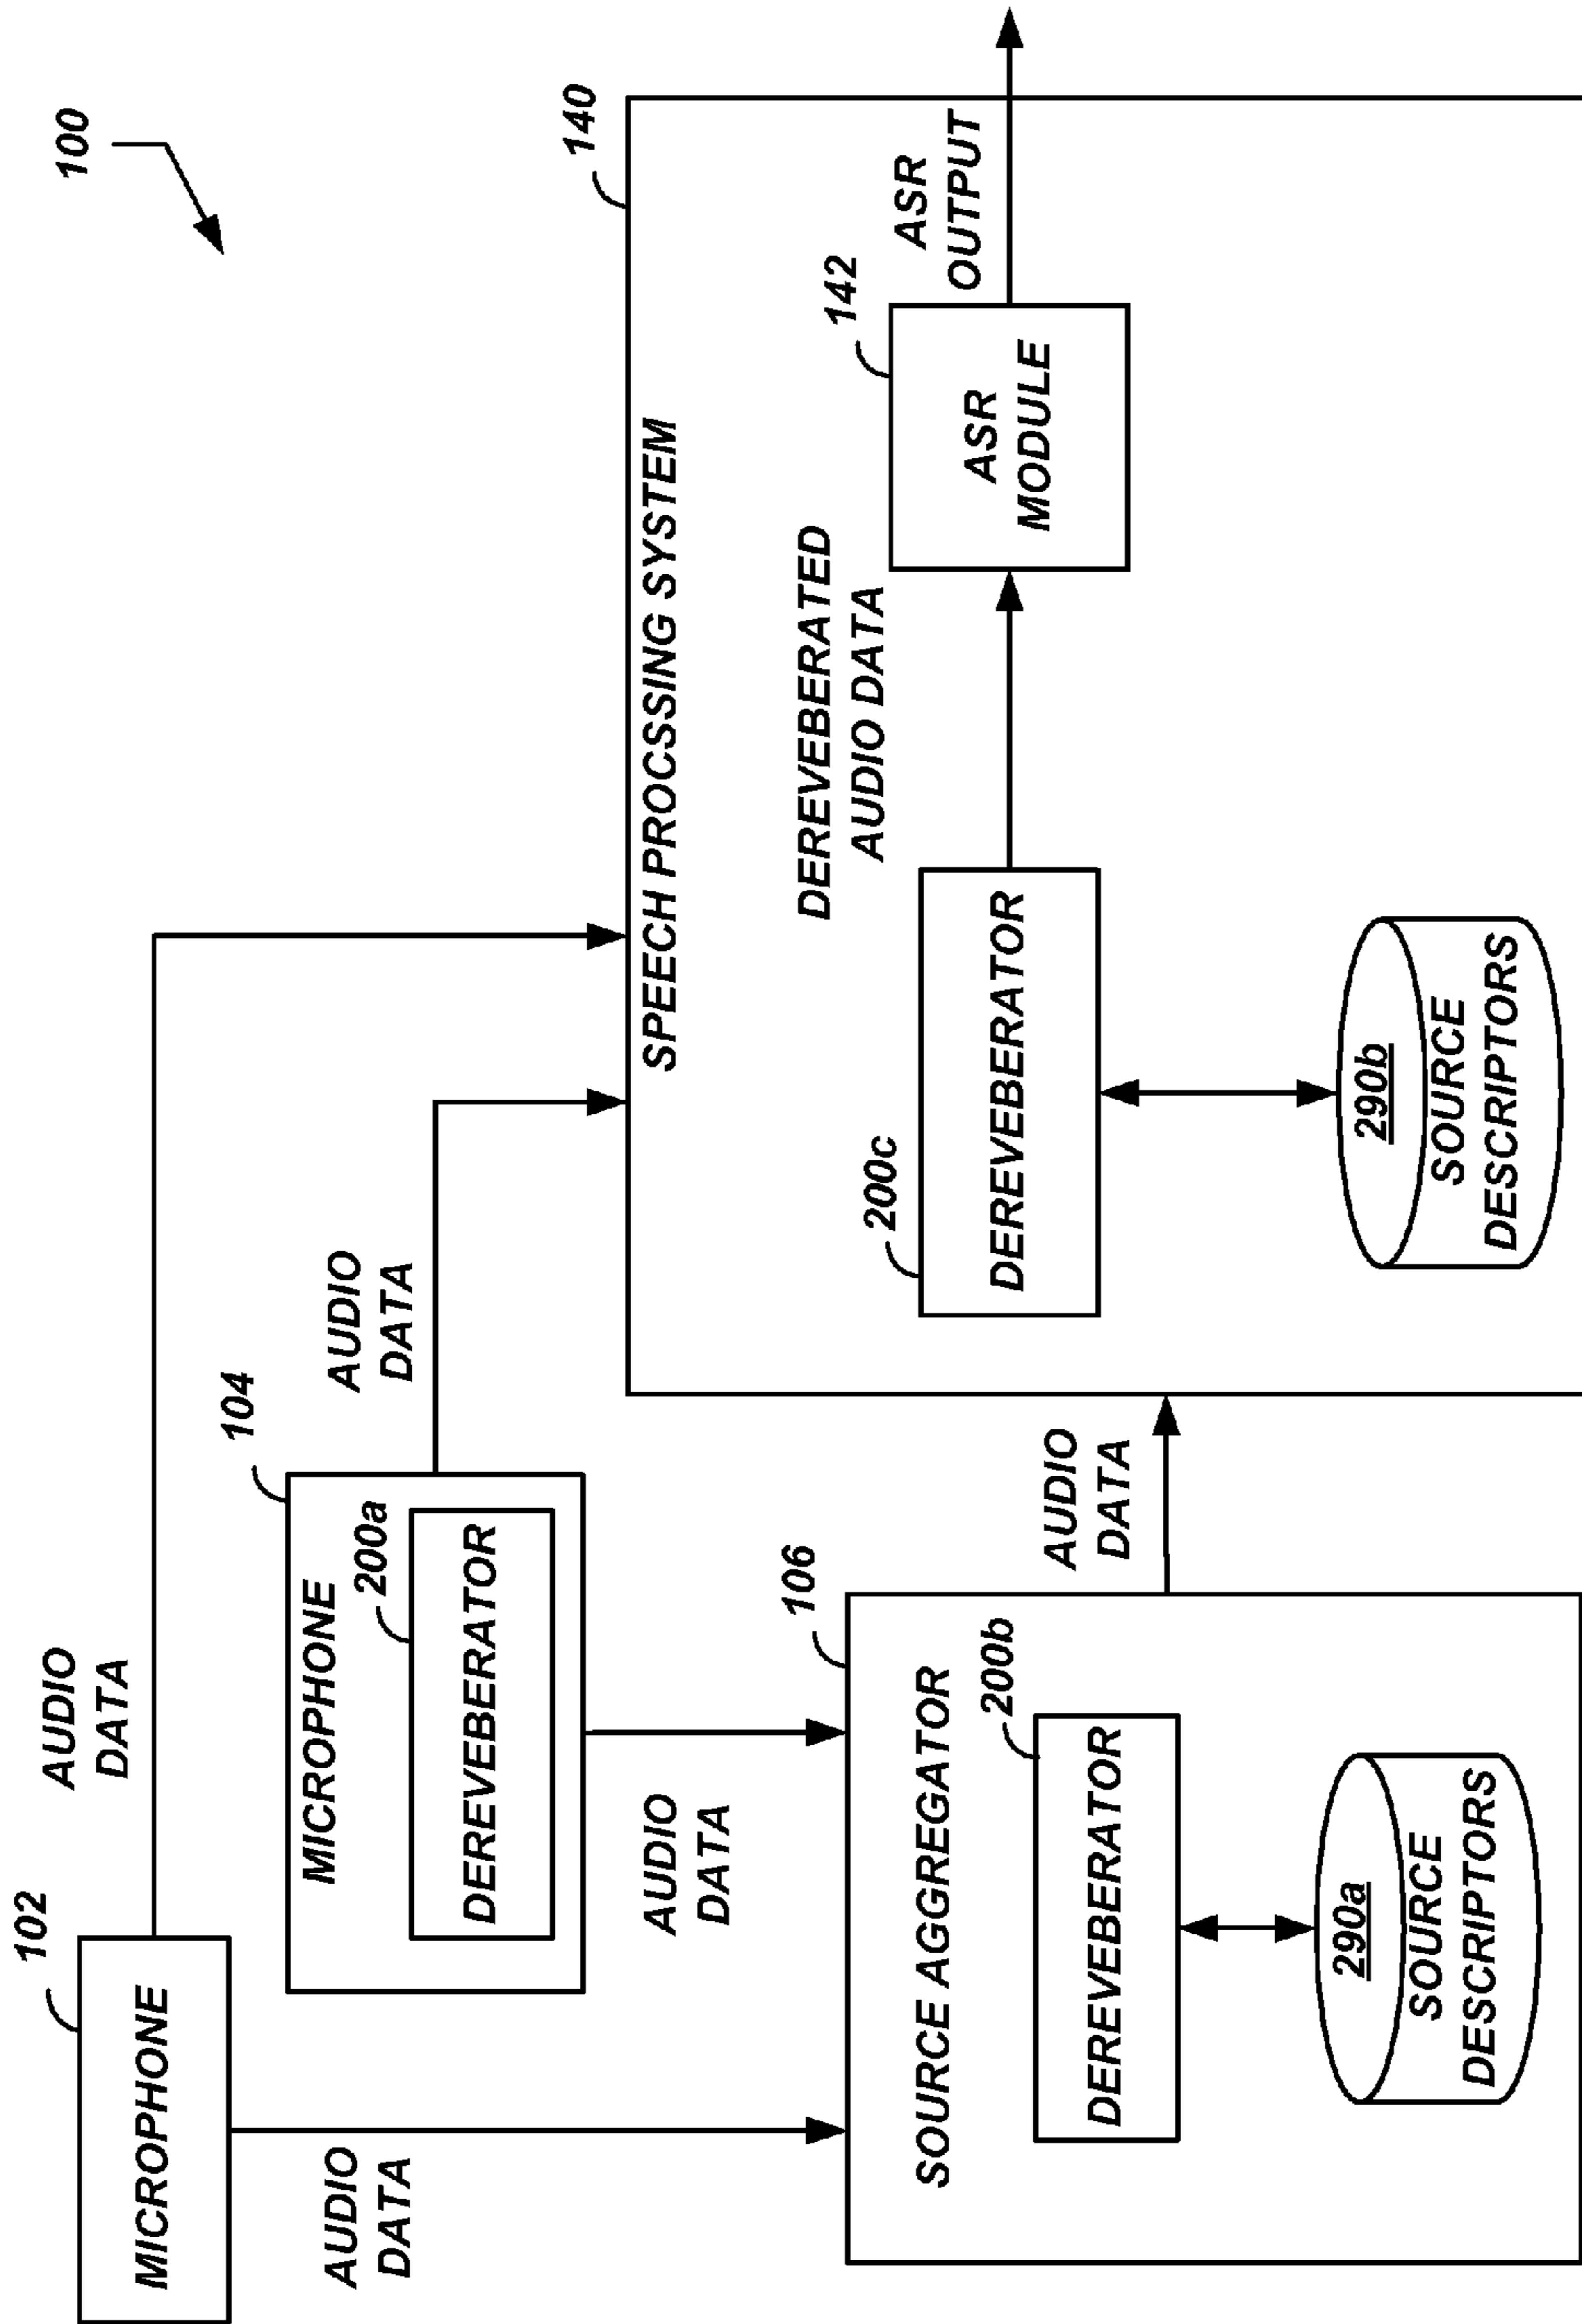 100
102
MICROPHONE
AUDIO
DATA
AUDIO
DATA
104
MICROPHONE
200a
DEREVEBERATOR
AUDIO
DATA
AUDIO
DATA
106
SOURCE AGGREGATOR
200b
DEREVEBERATOR
290a
SOURCE
DESCRIPTORS
AUDIO
DATA
140
SPEECH PROCSSING SYSTEM
200c
DEREVEBERATOR
290b
SOURCE
DESCRIPTORS
DEREVEBERATED
AUDIO DATA
142
ASR
MODULE
ASR
OUTPUT